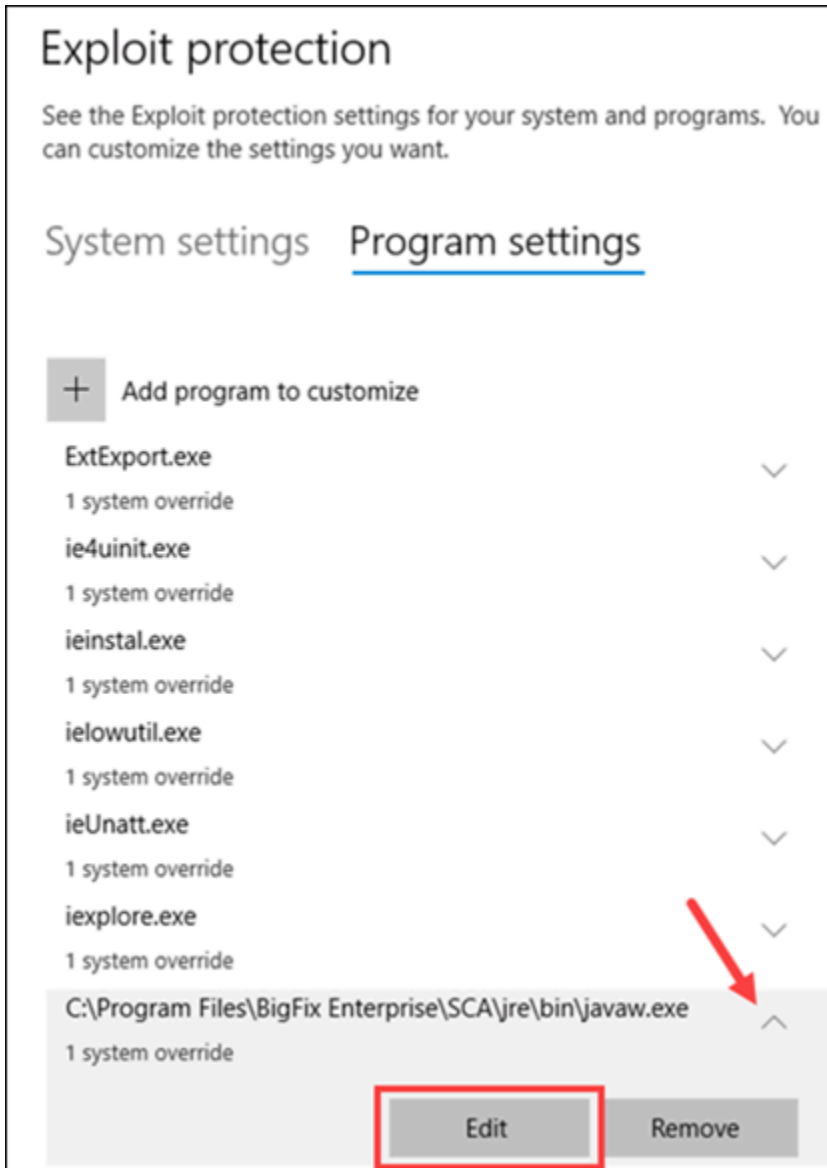 Exploit protection
See the Exploit protection settings for your system and programs.  You
can customize the settings you want.
System settings
Program settings
+
Add program to customize
ExtExport.exe
1 system override
ie4uinit.exe
1 system override
ieinstal.exe
1 system override
ielowutil.exe
1 system override
ieUnatt.exe
1 system override
iexplore.exe
1 system override
C:\Program Files\BigFix Enterprise\SCA\jre\bin\javaw.exe
1 system override
Edit
Remove